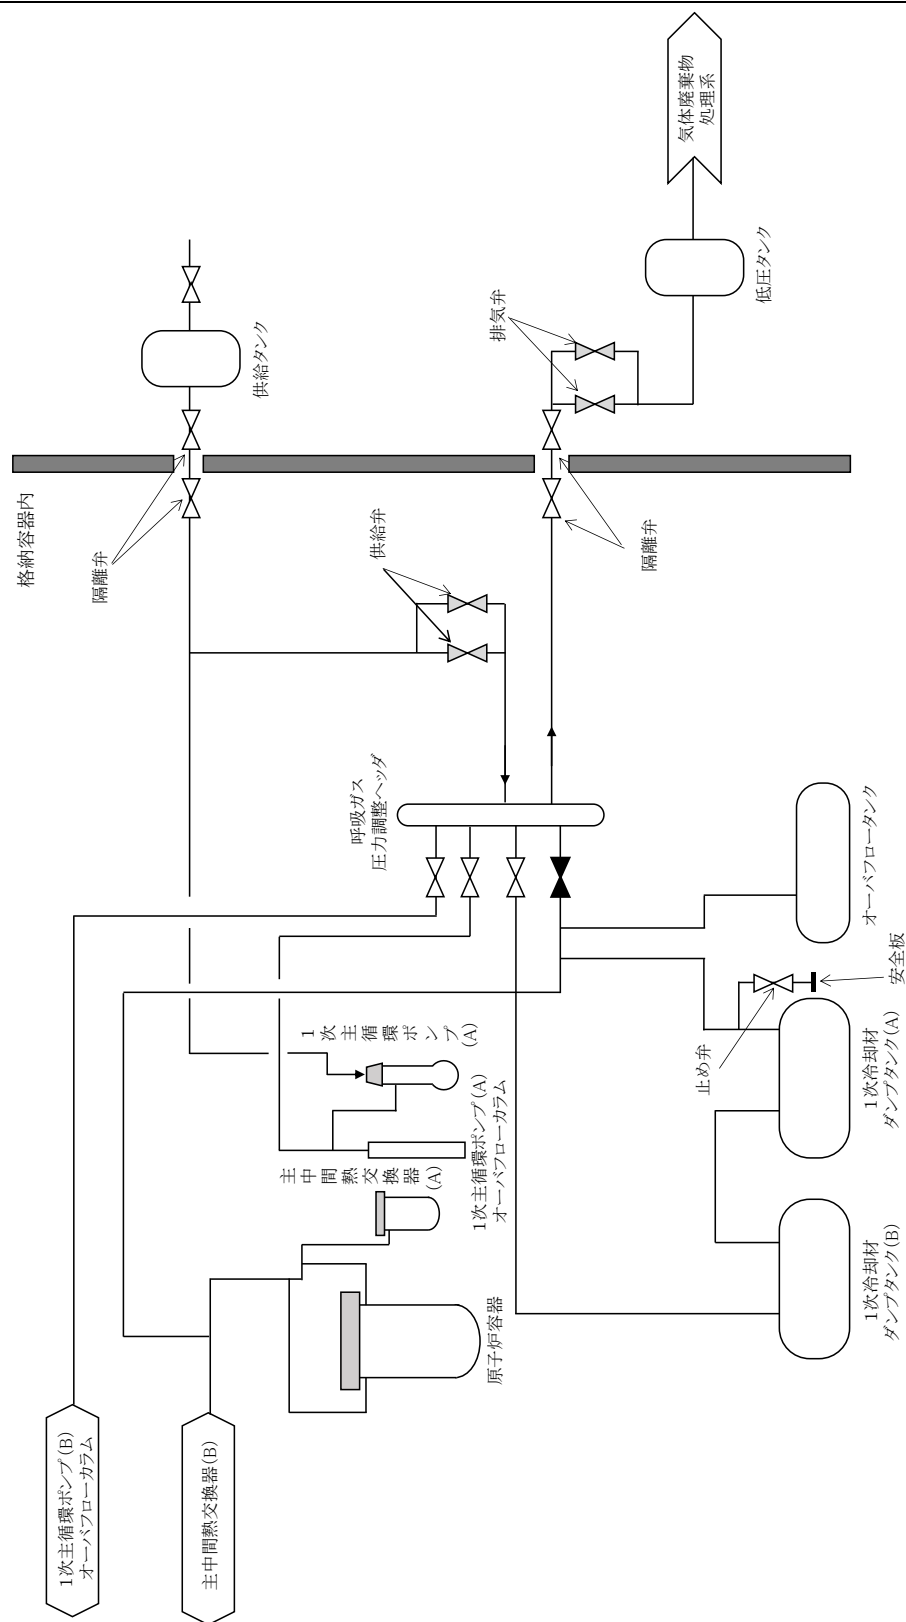 1次主循環ポンプ(B)
オーバフローカラム
主中間熱交換器(B)
原子炉容器
主中間熱交換器
(A)
1次主循環ポンプ(A)
オーバフローカラム
1次主循環ポンプ
(A)
1次冷却材
ダンプタンク(B)
1次冷却材
ダンプタンク(A)
止め弁
安全板
オーバフロータンク
呼吸ガス
圧力調整ヘッダ
供給弁
隔離弁
格納容器内
隔離弁
供給タンク
排気弁
低圧タンク
気体廃棄物
処理系